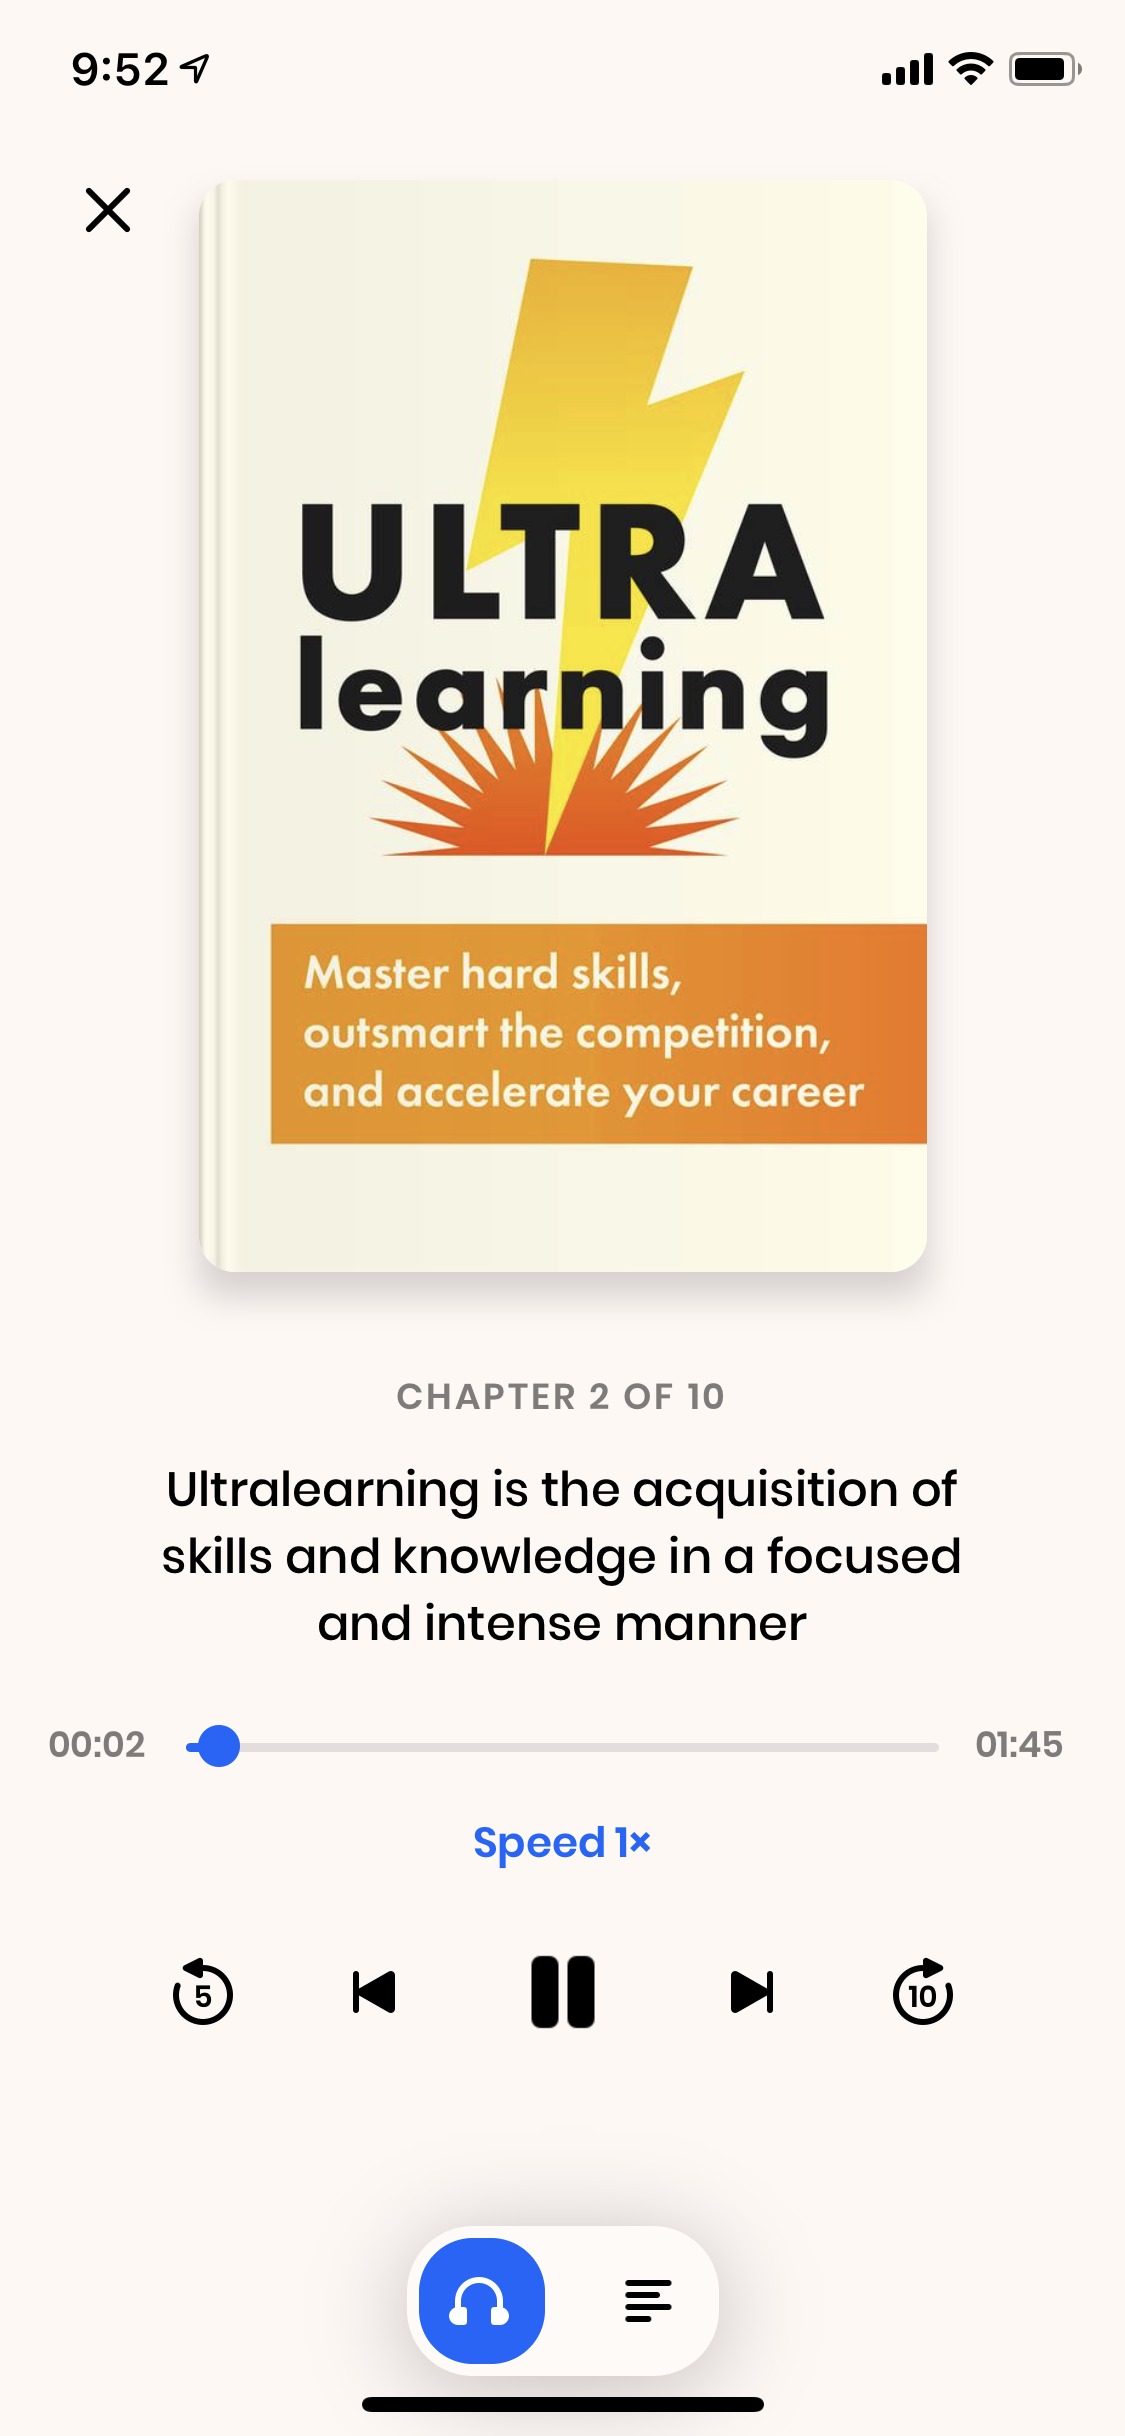 9:52
ULTRA
learning
Master hard skills,
outsmart the competition,
and accelerate your career
CHAPTER 2 OF 10
Ultralearning is the acquisition of
skills and knowledge in a focused
and intense manner
00:02
01:45
Speed 1×
5
10